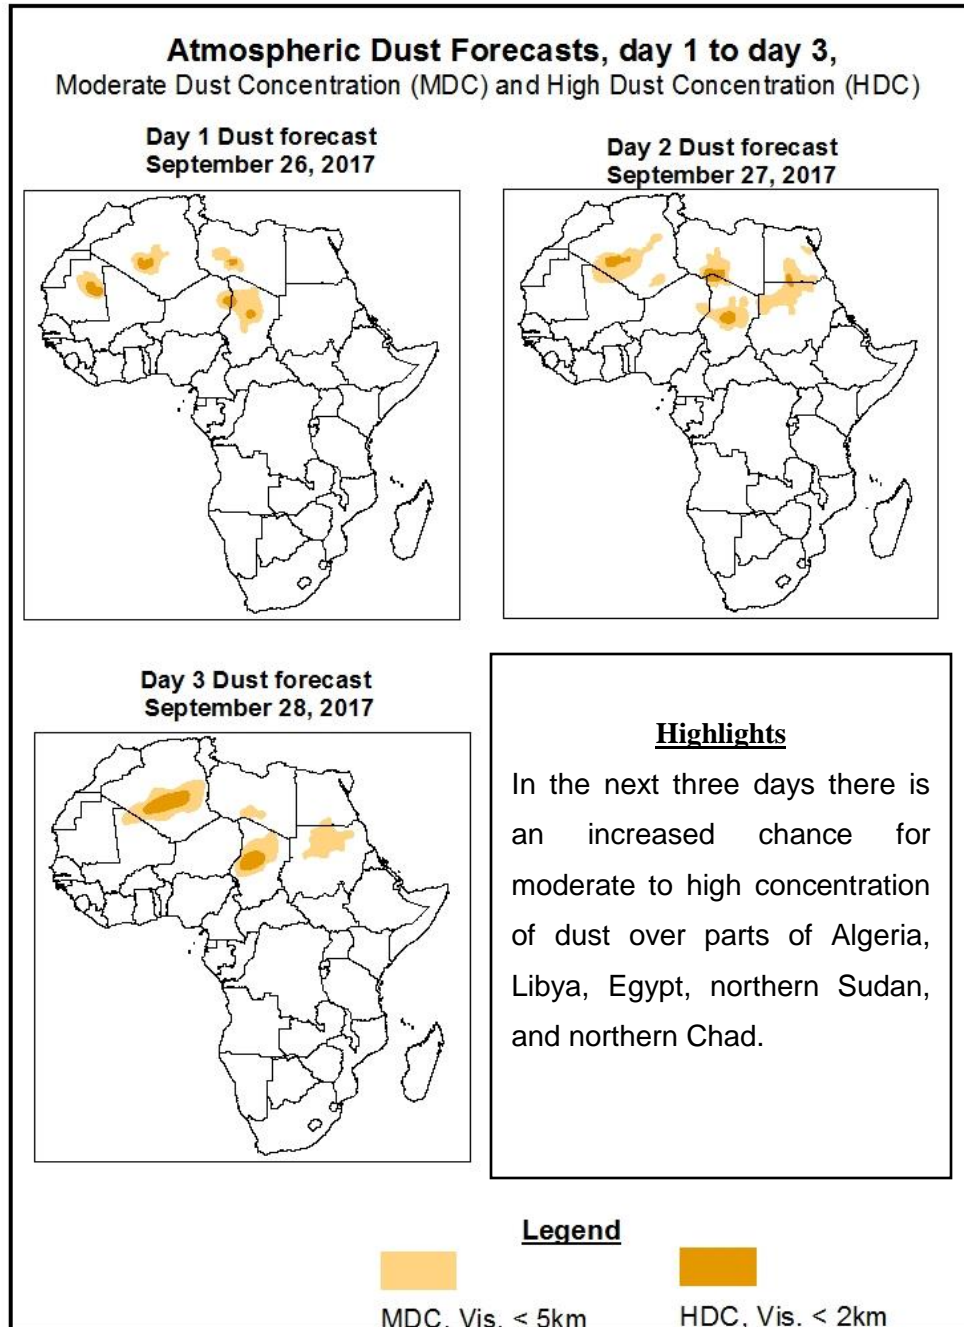 Atmospheric Dust Forecasts, day 1 to day 3,
Moderate Dust Concentration (MDC) and High Dust Concentration (HDC)
Day 1 Dust forecast
September 26, 2017
Day 2 Dust forecast
September 27, 2017
Day 3 Dust forecast
September 28, 2017
Highlights
In the next three days there is
an increased chance for
moderate to high concentration
of dust over parts of Algeria,
Libya, Egypt, northern Sudan,
and northern Chad.
Legend
MDC, Vis. < 5km
HDC, Vis. < 2km